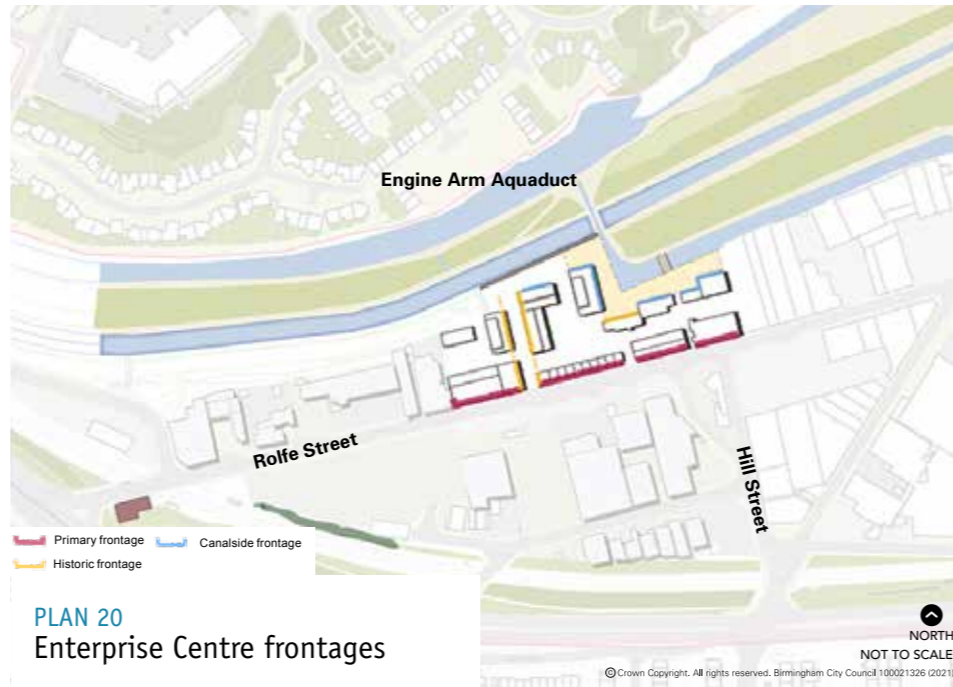 Engine Arm Aquaduct
Rolfe Street
Hill Street
Primary frontage
Canalside frontage
Historic frontage
PLAN 20
Enterprise Centre frontages
NORTH
NOT TO SCALE
© Crown Copyright. All rights reserved. Birmingham City Council 100021326 (2021)